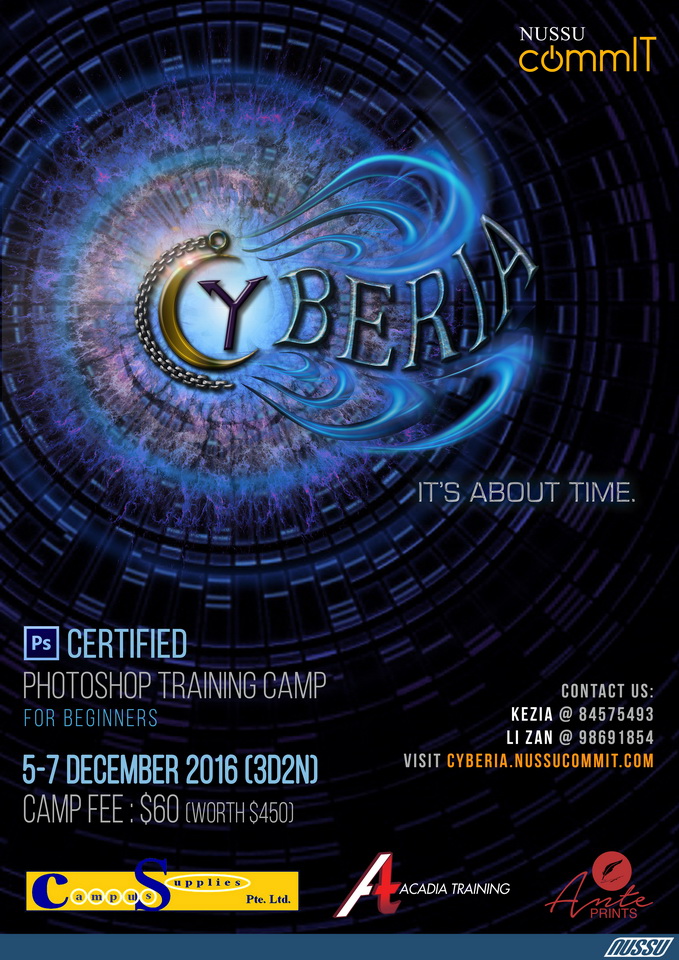 NUSSU
commIT
CYBERIA
IT'S ABOUT TIME.
Ps CERTIFIED
PHOTOSHOP TRAINING CAMP
FOR BEGINNERS
5-7 DECEMBER 2016 (3D2N)
CAMP FEE : $60 (WORTH $450)
CONTACT US:
KEZIA @ 84575493
LI ZAN @ 98691854
VISIT CYBERIA.NUSSUCOMMIT.COM
Campus Supplies
Pte. Ltd.
At ACADIA TRAINING
Ante
PRINTS
NUSSU